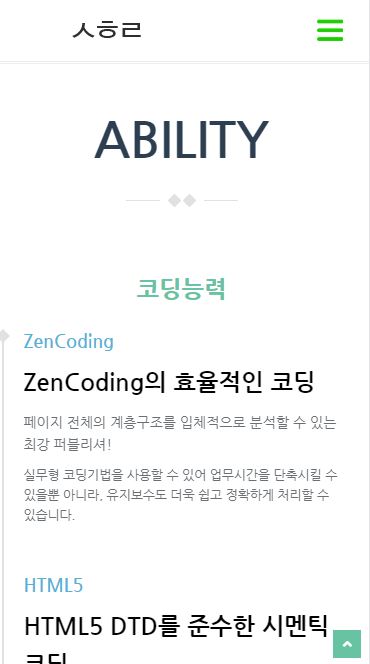 ㅅㅎㄹ
ABILITY
코딩능력
ZenCoding
ZenCoding의 효율적인 코딩
페이지 전체의 계층구조를 입체적으로 분석할 수 있는
최강 퍼블리셔!
실무형 코딩기법을 사용할 수 있어 업무시간을 단축시킬 수
있을뿐 아니라, 유지보수도 더욱 쉽고 정확하게 처리할 수
있습니다.
HTML5
HTML5 DTD를 준수한 시멘틱
코딩